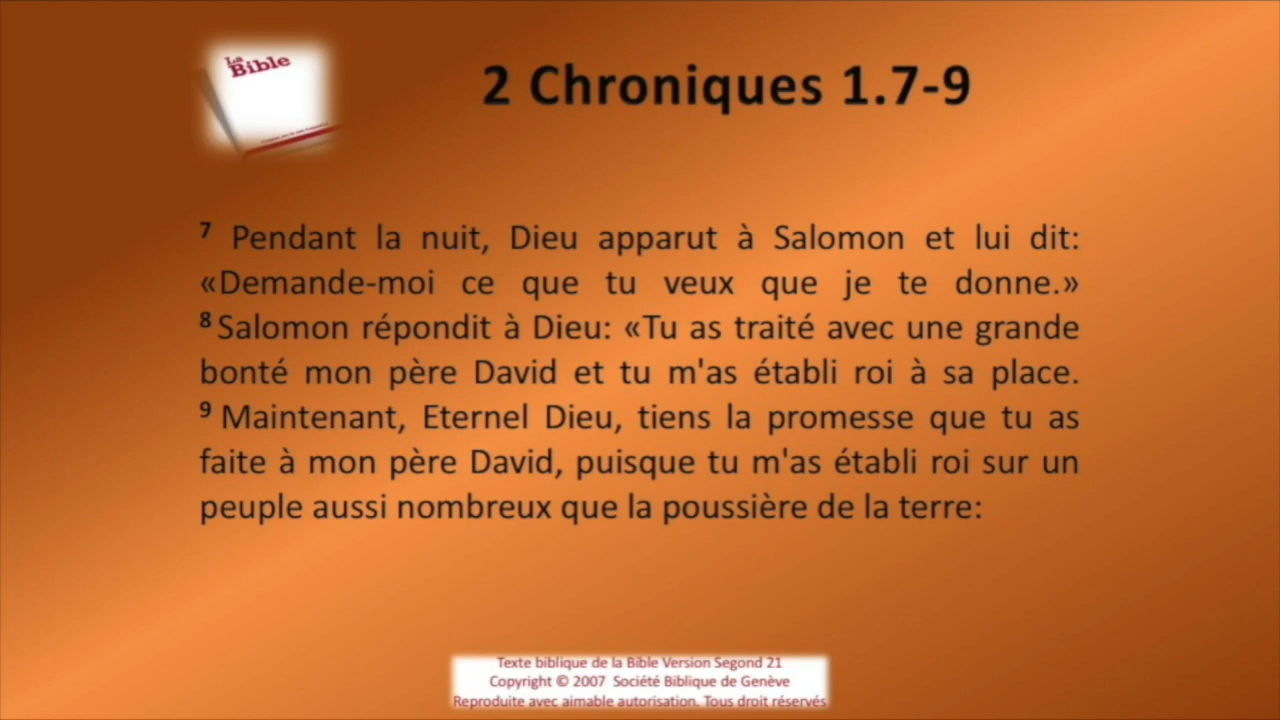 La
Bible
2 Chroniques 1.7-9
7 Pendant la nuit, Dieu apparut à Salomon et lui dit:
«Demande-moi ce que tu veux que je te donne.»
8 Salomon répondit à Dieu: «Tu as traité avec une grande
bonté mon père David et tu m'as établi roi à sa place.
9 Maintenant, Eternel Dieu, tiens la promesse que tu as
faite à mon père David, puisque tu m'as établi roi sur un
peuple aussi nombreux que la poussière de la terre:
Texte biblique de la Bible Version Segond 21
Copyright © 2007 Société Biblique de Genève
Reproduite avec aimable autorisation. Tous droit réservés